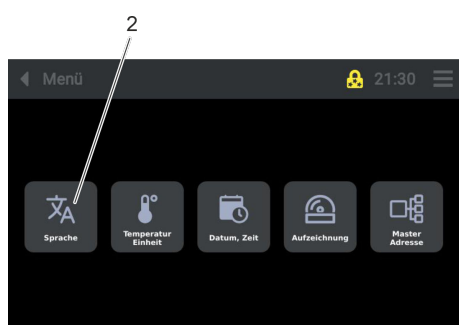 2
Menü
21:30
Sprache
Temperatur
Einheit
Datum, Zeit
Aufzeichnung
Master
Adresse